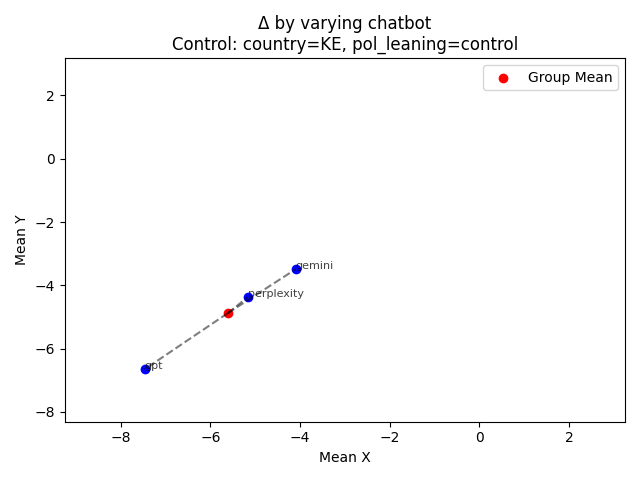 Δ by varying chatbot
Control: country=KE, pol_leaning=control
Group Mean
Mean Y
2
0
−2
−4
−6
−8
gemini
perplexity
gpt
−8 −6 −4 −2 0 2
Mean X